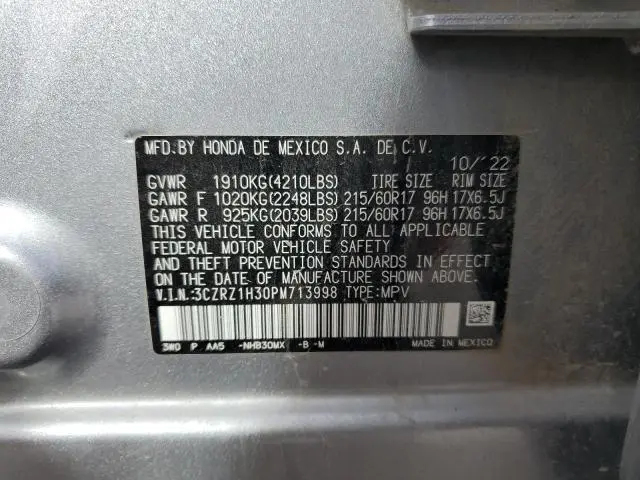 MFD.BY HONDA DE MEXICO S.A. DE C.V.
10/'22
GVWR 1910KG(4210LBS) TIRE SIZE RIM SIZE
GAWR F 1020KG(2248LBS) 215/60R17 96H 17X6.5J
GAWR R 925KG(2039LBS) 215/60R17 96H 17X6.5J
THIS VEHICLE CONFORMS TO ALL APPLICABLE
FEDERAL MOTOR VEHICLE SAFETY
AND THEFT PREVENTION STANDARDS IN EFFECT
ON THE DATE OF MANUFACTURE SHOWN ABOVE.
V.I.N.:3CZRZ1H30PM713998 TYPE:MPV
3W0 P AA5 -NHB30MX -B -M MADE IN MEXICO